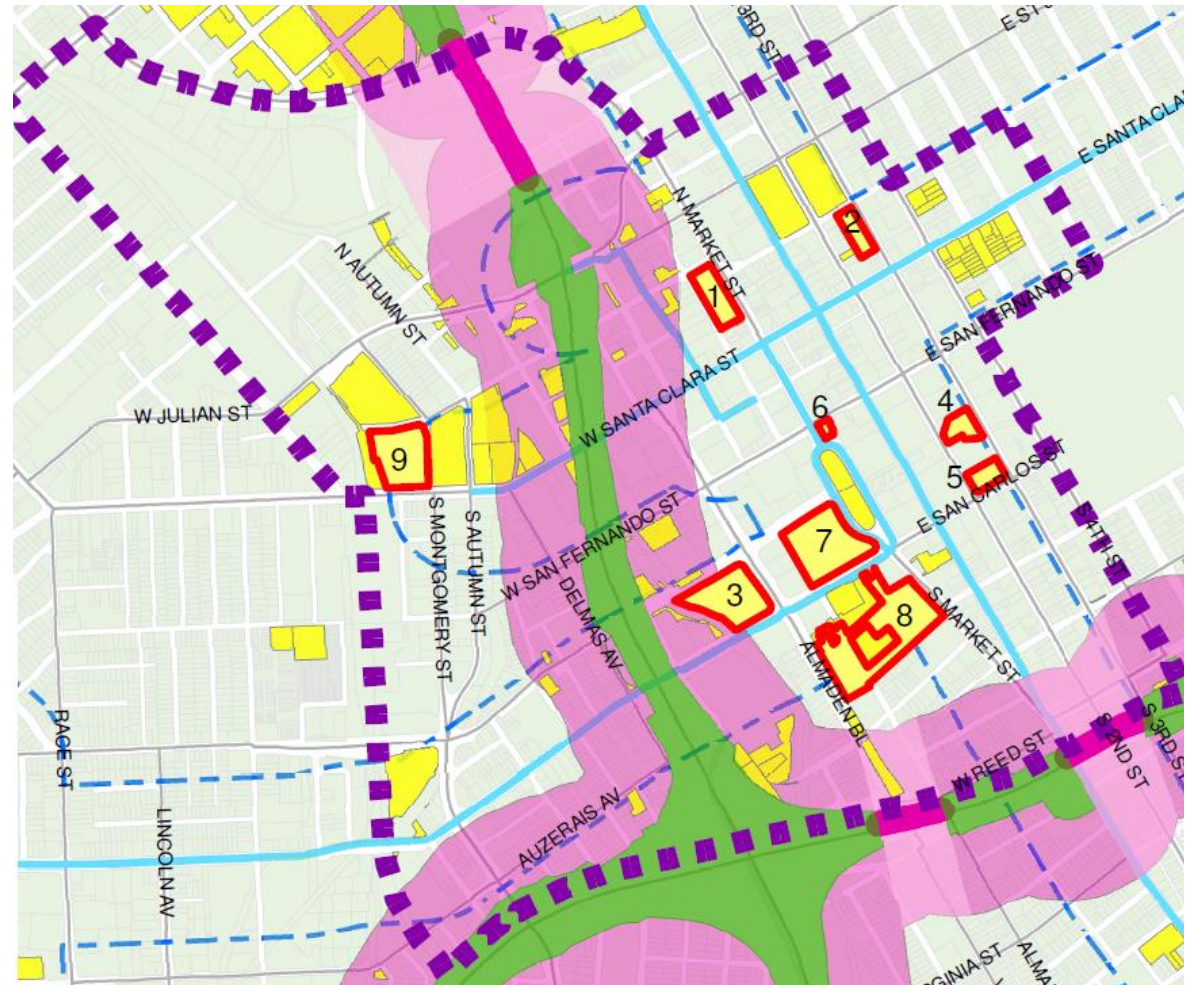 3RD ST
E ST J
E SANTA CLA
N MARKET ST
2
1
E SAN FERNANDO ST
N AUTUMN ST
W SANTA CLARA ST
W JULIAN ST
6
4
9
5
E SAN CARLOS ST
S MONTGOMERY ST
S AUTUMN ST
W SAN FERNANDO ST
7
S 4TH ST
DELMAS AV
3
8
S MARKET ST
ALMADEN BL
RACE ST
LINCOLN AV
AUZERAIS AV
W REED ST
S 2ND ST
S 3RD ST
GINIA ST
ALMA